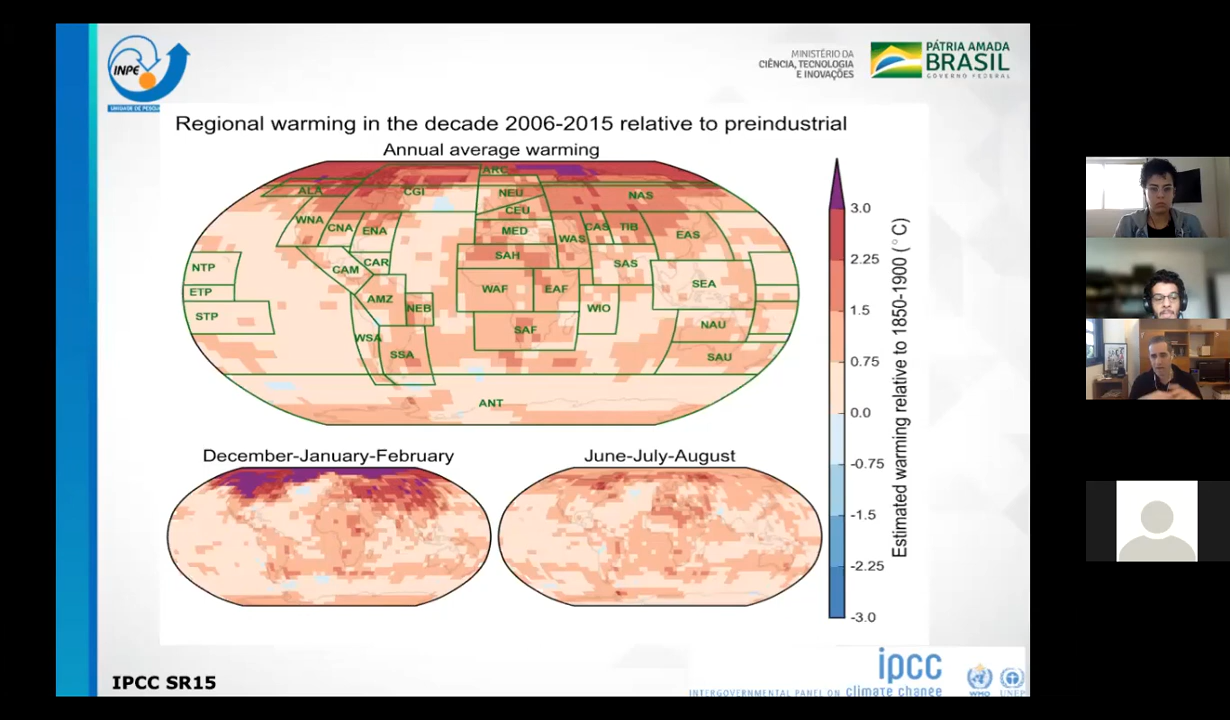 INPE
UNIDADE DE PESQUISA
MINISTÉRIO DA
CIÊNCIA, TECNOLOGIA
E INOVAÇÕES
PÁTRIA AMADA
BRASIL
GOVERNO FEDERAL
Regional warming in the decade 2006-2015 relative to preindustrial
Annual average warming
ARC
ALA
CGI
NEU
NAS
CEU
WNA
CNA
ENA
MED
WAS
CAS
TIB
EAS
SAH
NTP
CAM
CAR
SAS
ETP
AMZ
NEB
WAF
EAF
SEA
STP
WIO
WSA
SSA
SAF
NAU
SAU
ANT
3.0
2.25
1.5
0.75
0.0
-0.75
-1.5
-2.25
-3.0
Estimated warming relative to 1850-1900 (°C)
December-January-February
June-July-August
IPCC SR15
ipcc
INTERGOVERNMENTAL PANEL ON climate change
WMO
UNEP